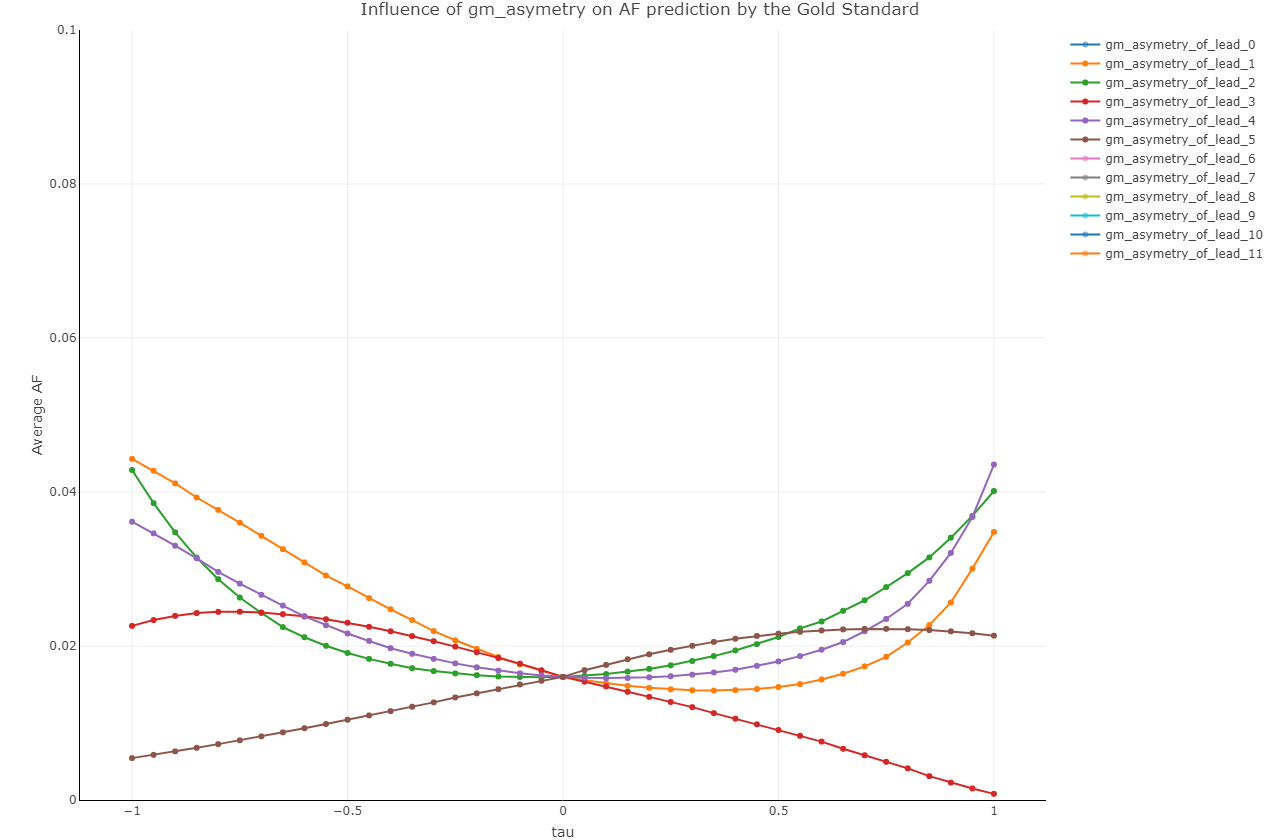 Influence of gm_asymetry on AF prediction by the Gold Standard
0.1
0.08
0.06
0.04
0.02
0
Average AF
−1
−0.5
0
0.5
1
tau
gm_asymetry_of_lead_0
gm_asymetry_of_lead_1
gm_asymetry_of_lead_2
gm_asymetry_of_lead_3
gm_asymetry_of_lead_4
gm_asymetry_of_lead_5
gm_asymetry_of_lead_6
gm_asymetry_of_lead_7
gm_asymetry_of_lead_8
gm_asymetry_of_lead_9
gm_asymetry_of_lead_10
gm_asymetry_of_lead_11